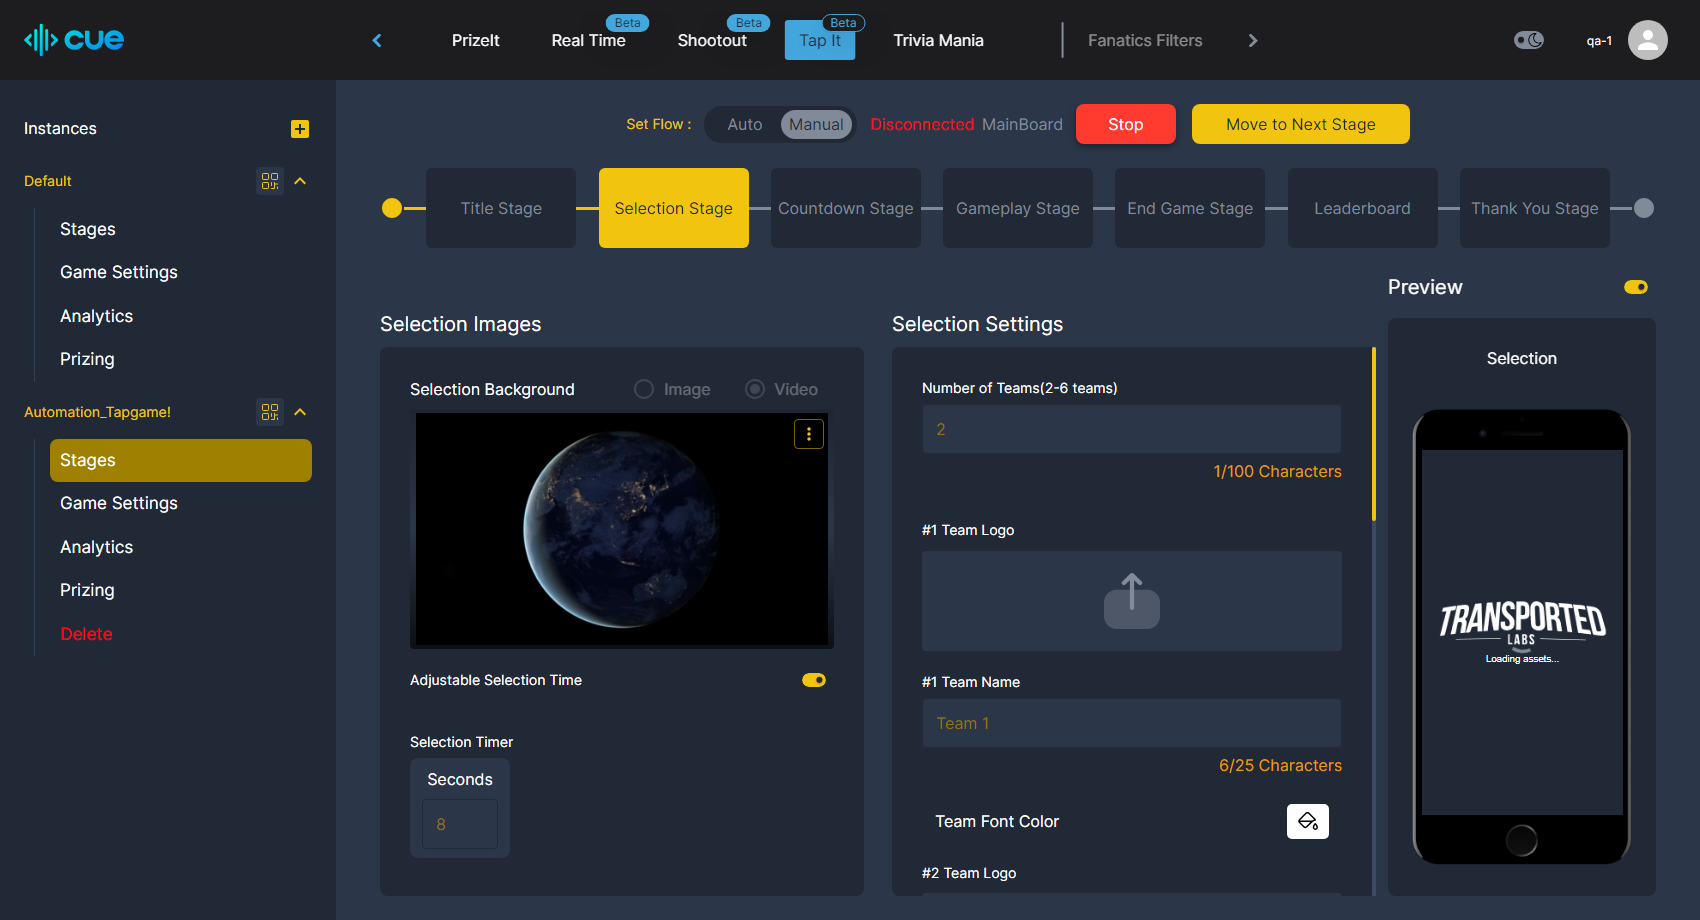 cue
PrizeIt
Real Time
Beta
Shootout
Beta
Tap It
Beta
Trivia Mania
Fanatics Filters
qa-1
Instances
Default
Stages
Game Settings
Analytics
Prizing
Automation_Tapgame!
Stages
Game Settings
Analytics
Prizing
Delete
Set Flow :
Auto
Manual
Disconnected MainBoard
Stop
Move to Next Stage
Title Stage
Selection Stage
Countdown Stage
Gameplay Stage
End Game Stage
Leaderboard
Thank You Stage
Selection Images
Selection Background
Image
Video
Adjustable Selection Time
Selection Timer
Seconds
8
Selection Settings
Number of Teams(2-6 teams)
2
1/100 Characters
#1 Team Logo
#1 Team Name
Team 1
6/25 Characters
Team Font Color
#2 Team Logo
Preview
Selection
TRANSPORTED
LABS
Loading assets...